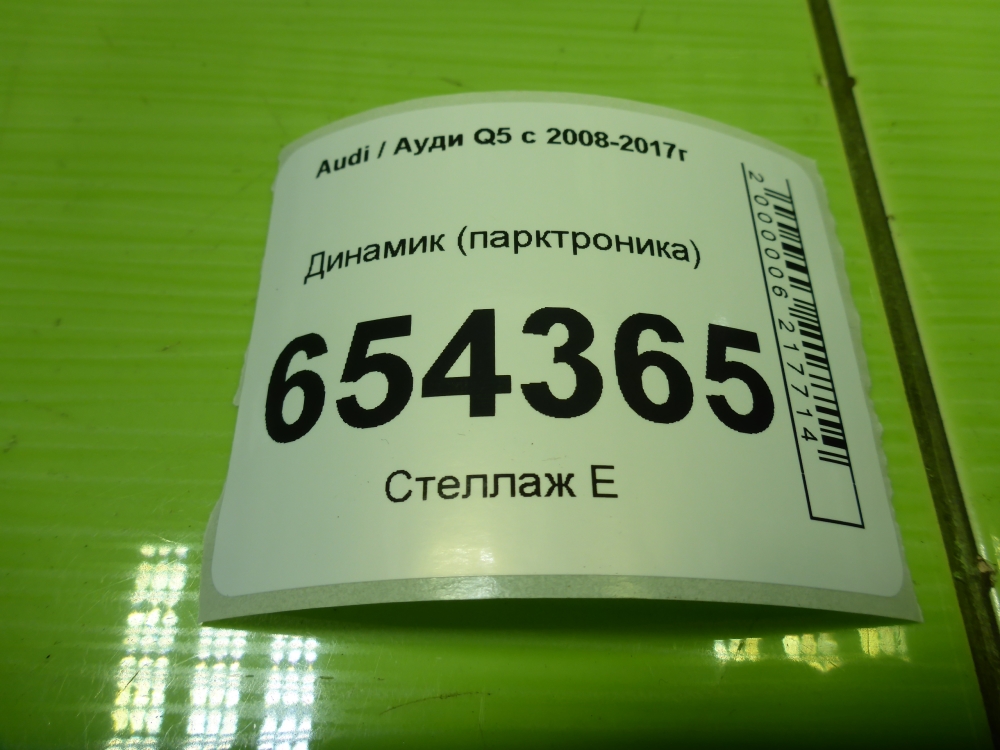 Audi / Ауди Q5 с 2008-2017г
Динамик (парктроника)
654365
Стеллаж Е
2000006217714